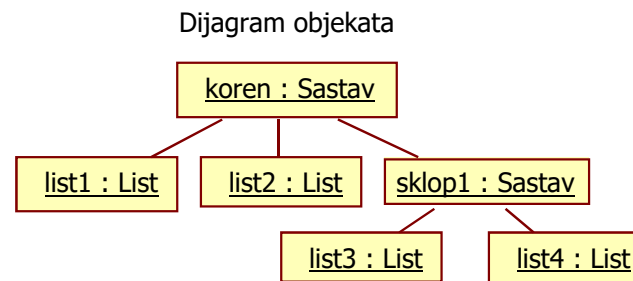 Dijagram objekata
koren : Sastav
list1 : List
list2 : List
sklop1 : Sastav
list3 : List
list4 : List